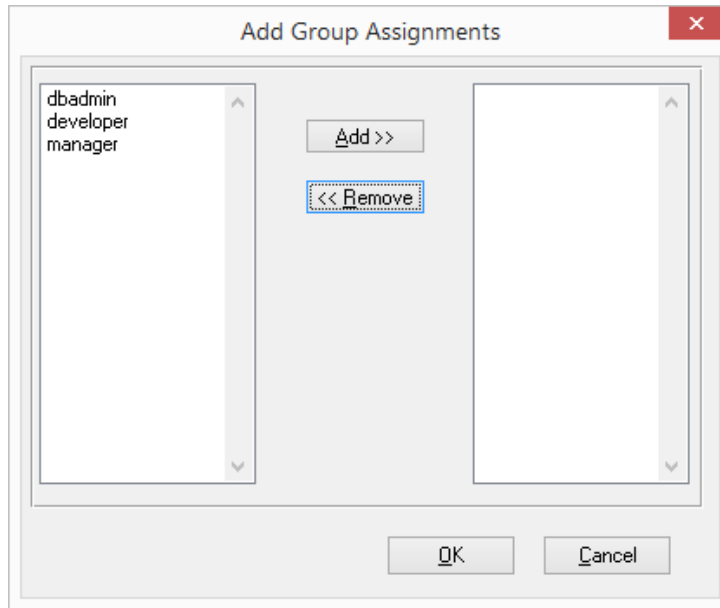 Add Group Assignments
dbadmin
developer
manager
Add >>
<< Remove
OK
Cancel